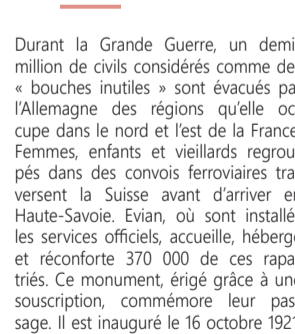 Durant la Grande Guerre, un demi
million de civils considérés comme de
« bouches inutiles » sont évacués pa
l’Allemagne des régions qu’elle oc
cupe dans le nord et l’est de la France
Femmes, enfants et vieillards regrou
pés dans des convois ferroviaires tra
versent la Suisse avant d’arriver en
Haute-Savoie. Evian, où sont installé
les services officiels, accueille, héberge
et réconforte 370 000 de ces rapa
triés. Ce monument, érigé grâce à une
souscription, commémore leur pas
sage. Il est inauguré le 16 octobre 1921